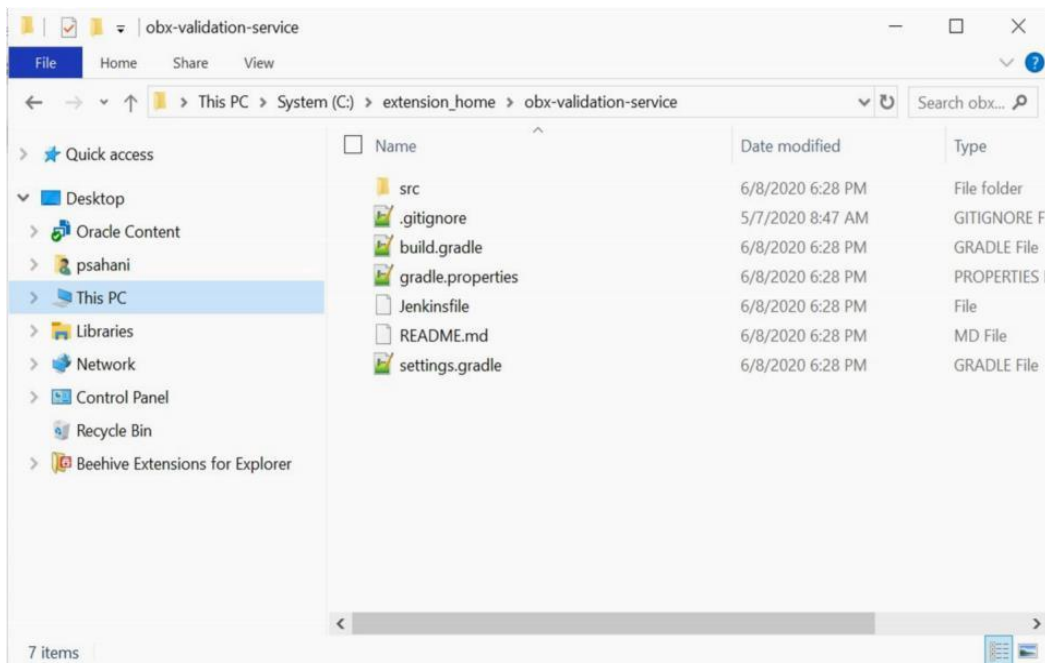 obx-validation-service
File Home Share View
This PC > System (C:) > extension_home > obx-validation-service Search obx...
Name Date modified Type
Quick access
Desktop
Oracle Content
psahani
This PC
Libraries
Network
Control Panel
Recycle Bin
Beehive Extensions for Explorer
src 6/8/2020 6:28 PM File folder
.gitignore 5/7/2020 8:47 AM GITIGNORE F
build.gradle 6/8/2020 6:28 PM GRADLE File
gradle.properties 6/8/2020 6:28 PM PROPERTIES
Jenkinsfile 6/8/2020 6:28 PM File
README.md 6/8/2020 6:28 PM MD File
settings.gradle 6/8/2020 6:28 PM GRADLE File
7 items